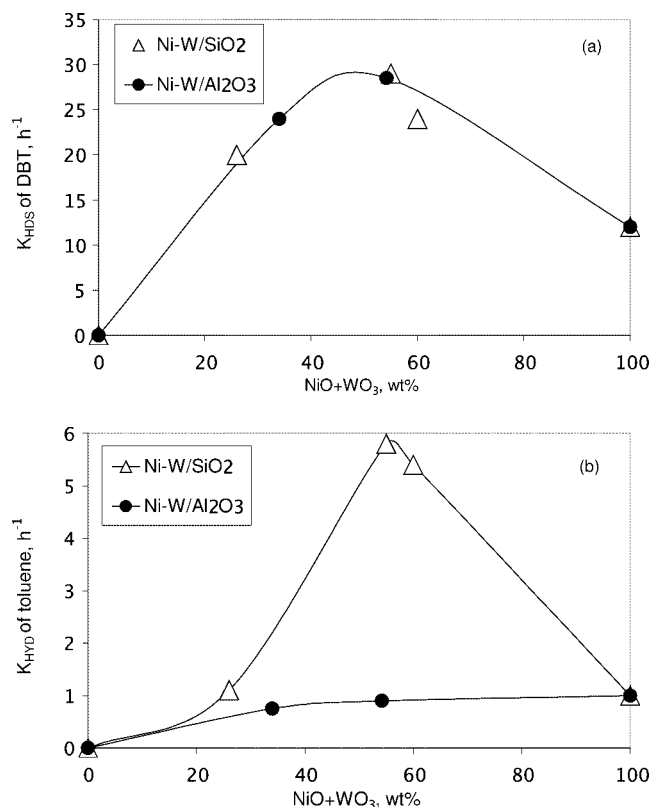 (a)
Ni-W/SiO2
Ni-W/Al2O3
K_HDS of DBT, h⁻¹
35
30
25
20
15
10
5
0
0 20 40 60 80 100
NiO+WO₃, wt%
(b)
Ni-W/SiO2
Ni-W/Al2O3
K_HYD of toluene, h⁻¹
6
5
4
3
2
1
0
0 20 40 60 80 100
NiO+WO₃, wt%